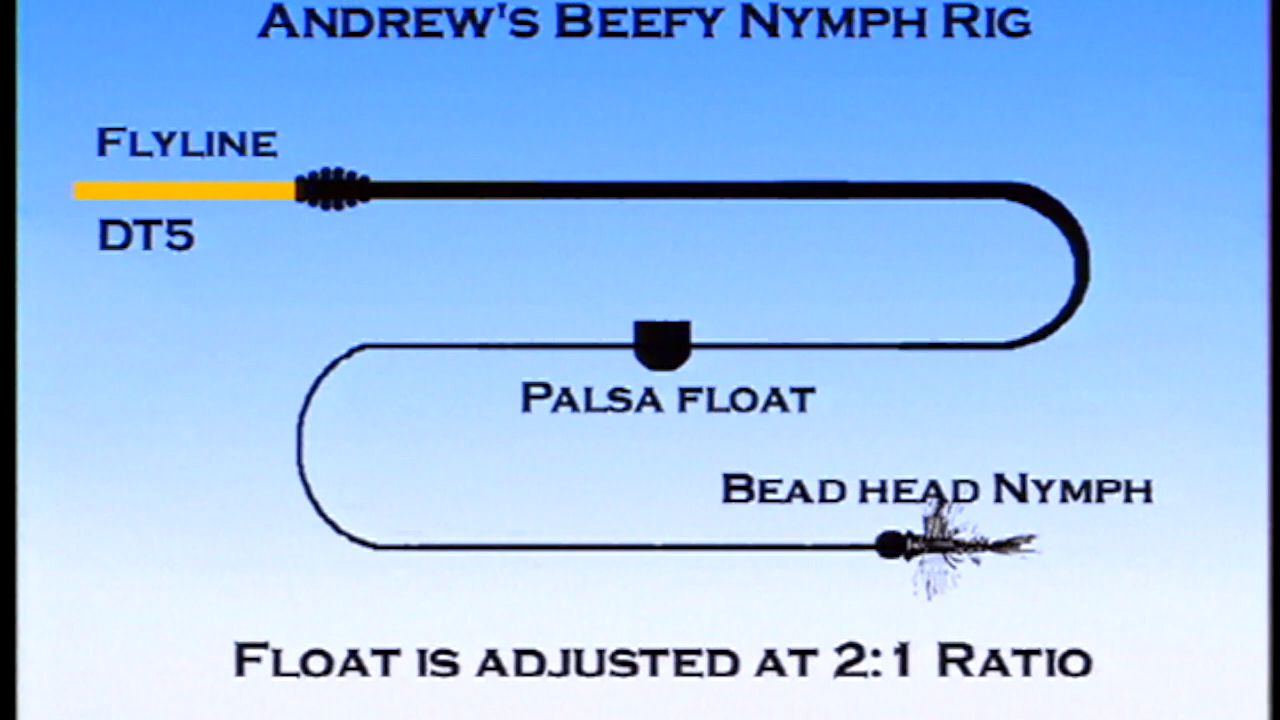 Andrew's Beefy Nymph Rig
Flyline
DT5
Palsa float
Bead head Nymph
Float is adjusted at 2:1 Ratio